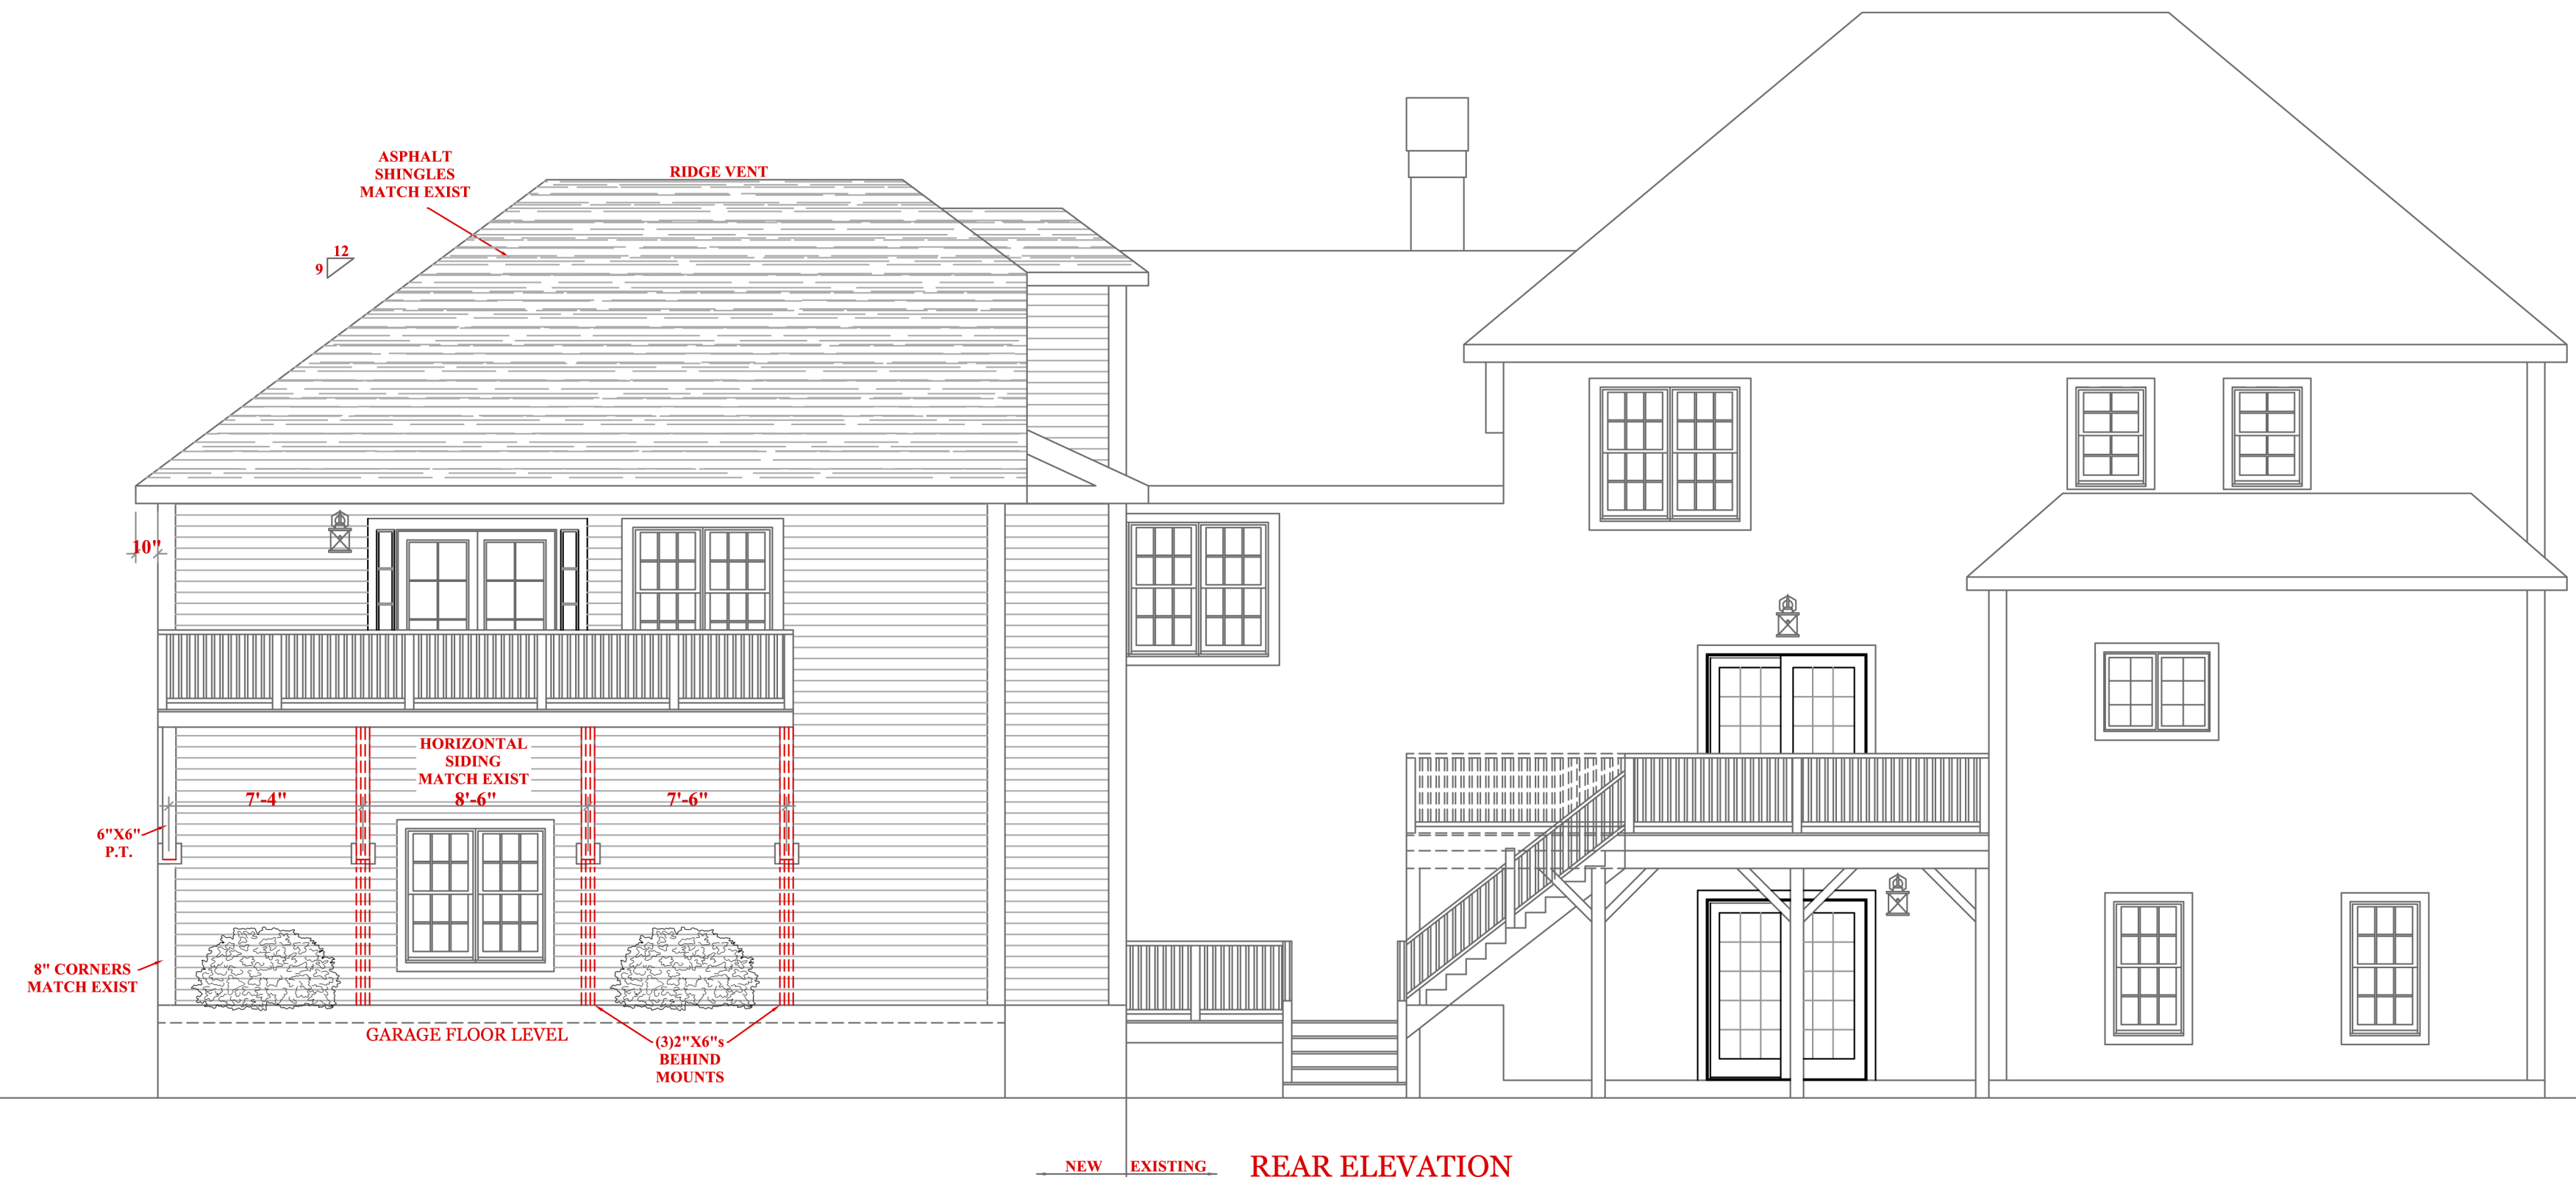 ASPHALT
SHINGLES
MATCH EXIST
RIDGE VENT
12
9
10"
HORIZONTAL
SIDING
MATCH EXIST
7'-4"
8'-6"
7'-6"
6"X6"
P.T.
8" CORNERS
MATCH EXIST
GARAGE FLOOR LEVEL
(3)2"X6"s
BEHIND
MOUNTS
NEW
EXISTING
REAR ELEVATION